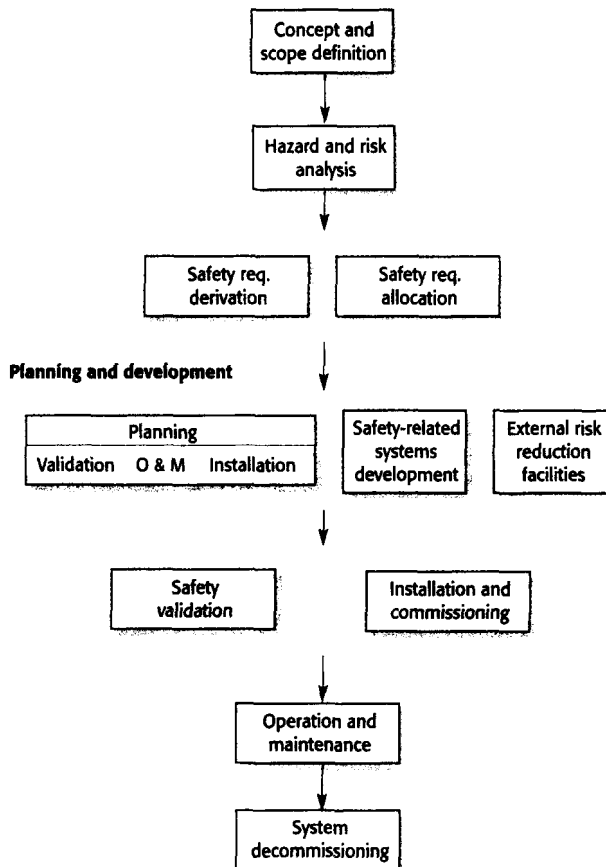 Concept and
scope definition
Hazard and risk
analysis
Safety req.
derivation
Safety req.
allocation
Planning and development
Planning
Validation O & M Installation
Safety-related
systems
development
External risk
reduction
facilities
Safety
validation
Installation and
commissioning
Operation and
maintenance
System
decommissioning